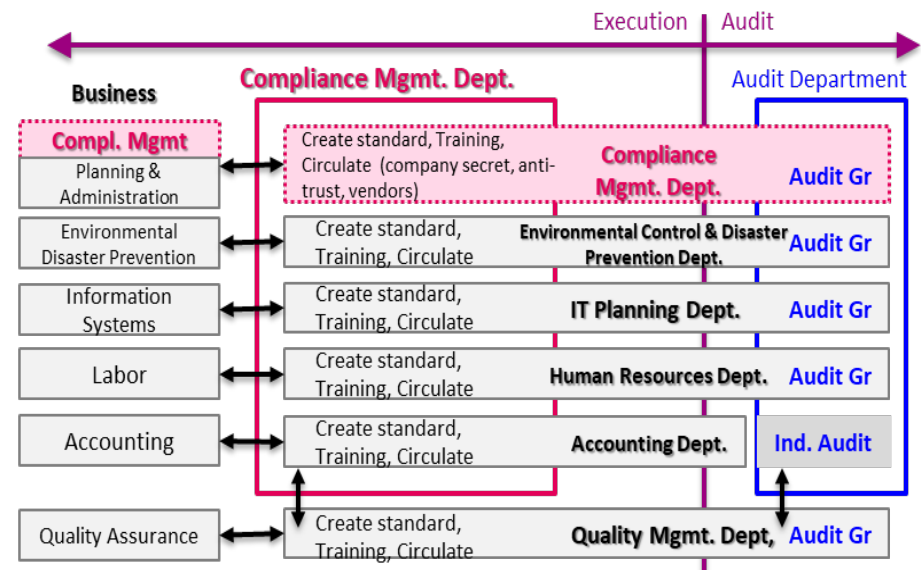 Execution
Audit
Compliance Mgmt. Dept.
Audit Department
Business
Compl. Mgmt
Planning &
Administration
Create standard, Training,
Circulate (company secret, anti-
trust, vendors)
Compliance
Mgmt. Dept.
Audit Gr
Environmental
Disaster Prevention
Create standard,
Training, Circulate
Environmental Control & Disaster
Prevention Dept.
Audit Gr
Information
Systems
Create standard,
Training, Circulate
IT Planning Dept.
Audit Gr
Labor
Create standard,
Training, Circulate
Human Resources Dept.
Audit Gr
Accounting
Create standard,
Training, Circulate
Accounting Dept.
Ind. Audit
Quality Assurance
Create standard,
Training, Circulate
Quality Mgmt. Dept,
Audit Gr